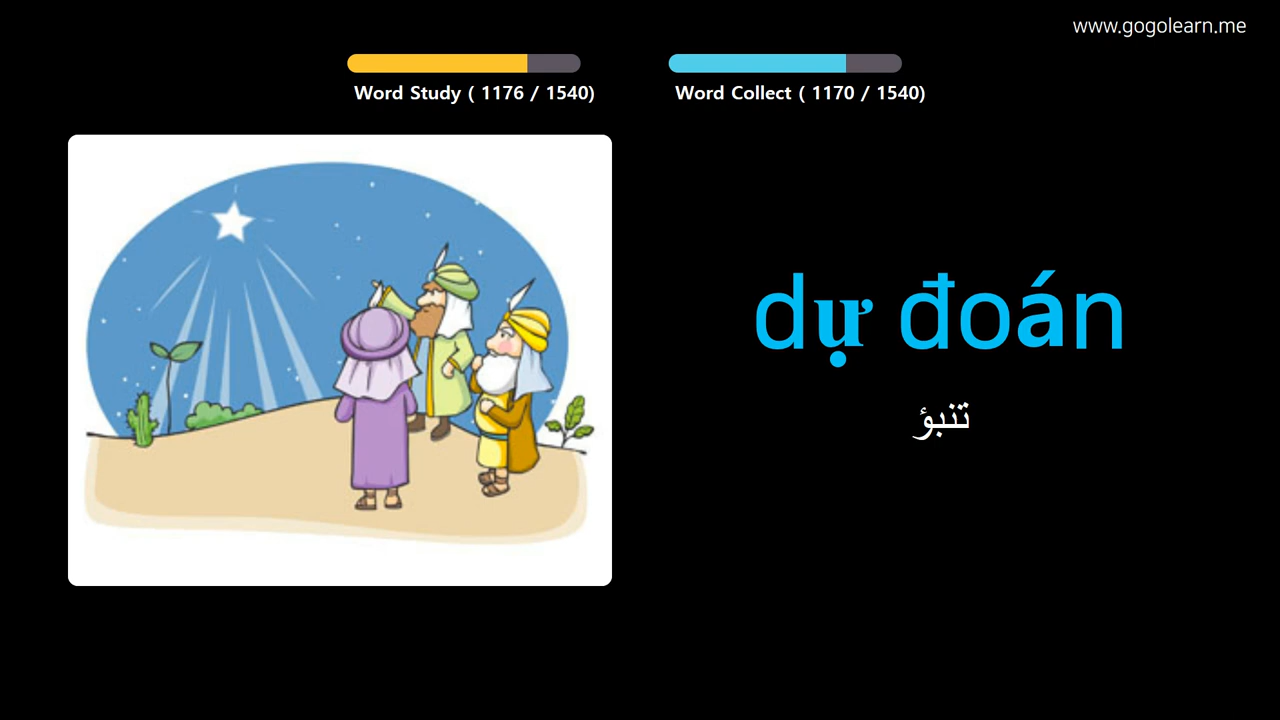 www.gogolearn.me
Word Study ( 1176 / 1540)
Word Collect ( 1170 / 1540)
dự đoán
تنبؤ